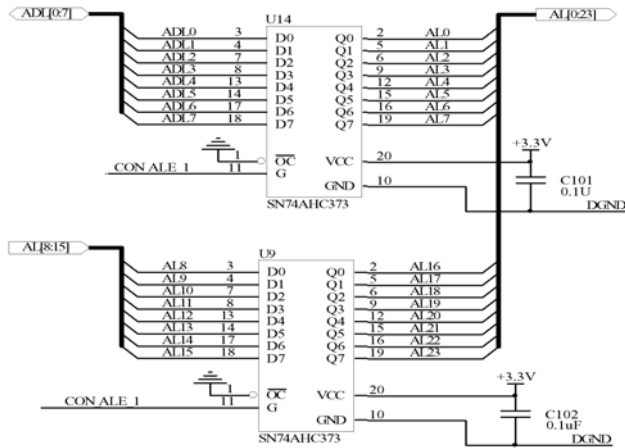 ADL[0:7] U14 AL[0:23]
ADL0 3 D0 Q0 2 AL0
ADL1 4 D1 Q1 5 AL1
ADL2 7 D2 Q2 6 AL2
ADL3 8 D3 Q3 9 AL3
ADL4 13 D4 Q4 12 AL4
ADL5 14 D5 Q5 15 AL5
ADL6 17 D6 Q6 16 AL6
ADL7 18 D7 Q7 19 AL7
+3.3V
1 OC VCC 20
CON ALE_1 11 G
C101
GND 10 0.1U
DGND
SN74AHC373
AL[8:15] U9
AL8 3 D0 Q0 2 AL16
AL9 4 D1 Q1 5 AL17
AL10 7 D2 Q2 6 AL18
AL11 8 D3 Q3 9 AL19
AL12 13 D4 Q4 12 AL20
AL13 14 D5 Q5 15 AL21
AL14 17 D6 Q6 16 AL22
AL15 18 D7 Q7 19 AL23
+3.3V
1 OC VCC 20
CON_ALE_1 11 G
C102
GND 10 0.1uF
DGND
SN74AHC373